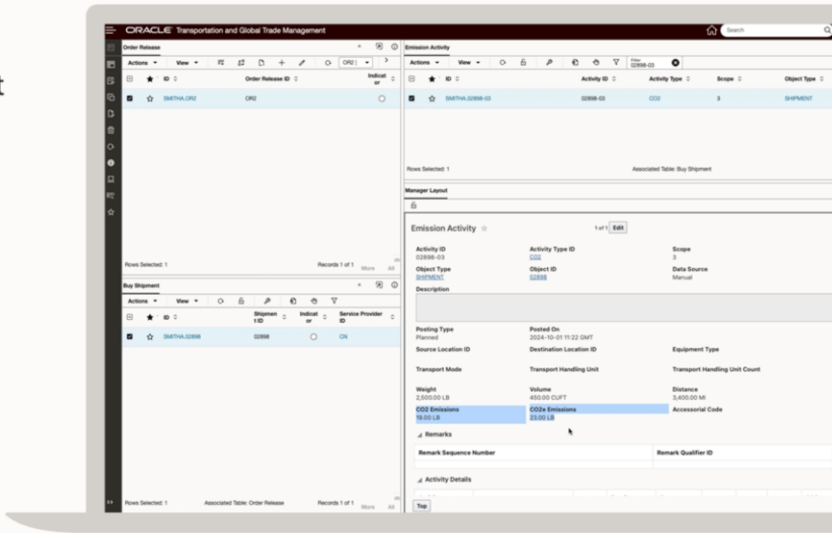 t
ORACLE Transportation and Global Trade Management
Search
Order Release
Actions View OR2
ID Order Release ID Indicat
or
SMITHA.OR2 OR2
Rows Selected: 1 Records 1 of 1 More All
Buy Shipment
Actions View
ID Shipmen
t ID Indicat
or Service Provider
ID
SMITHA.02898 02898 CN
Rows Selected: 1 Associated Table: Order Release Records 1 of 1 More All
Emission Activity
Actions View Filter
02898-03
ID Activity ID Activity Type Scope Object Type
SMITHA.02898-03 02898-03 CO2 3 SHIPMENT
Rows Selected: 1 Associated Table: Buy Shipment
Manager Layout
Emission Activity 1 of 1 Edit
Activity ID Activity Type ID Scope
02898-03 CO2 3
Object Type Object ID Data Source
SHIPMENT 02898 Manual
Description
Posting Type Posted On
Planned 2024-10-01 11:22 GMT
Source Location ID Destination Location ID Equipment Type
Transport Mode Transport Handling Unit Transport Handling Unit Count
Weight Volume Distance
2,500.00 LB 450.00 CUFT 3,400.00 MI
CO2 Emissions CO2e Emissions Accessorial Code
19.00 LB 23.00 LB
Remarks
Remark Sequence Number Remark Qualifier ID
Activity Details
Top